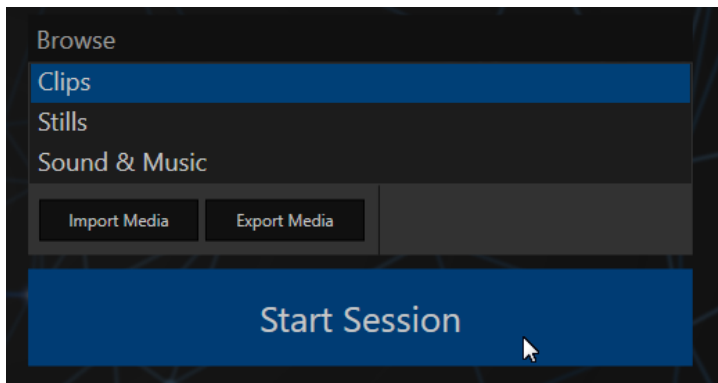 Browse
Clips
Stills
Sound & Music
Import Media Export Media
Start Session